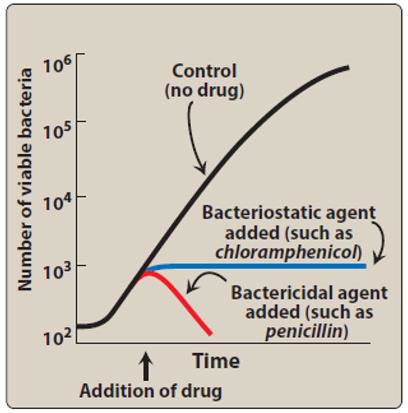 Number of viable bacteria
10⁶
10⁵
10⁴
10³
10²
Control
(no drug)
Bacteriostatic agent
added (such as
chloramphenicol)
Bactericidal agent
added (such as
penicillin)
Time
Addition of drug